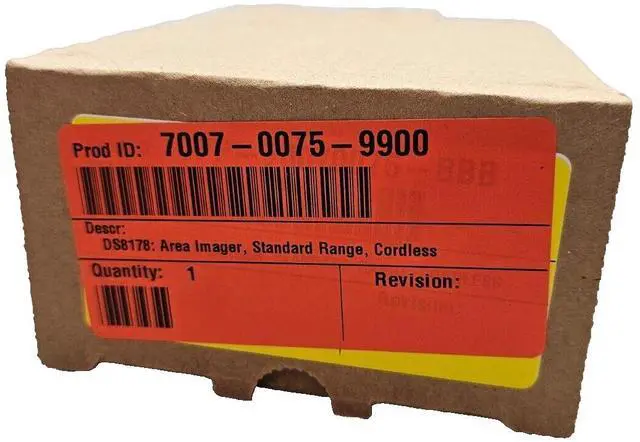 Prod ID: 7007-0075-9900
Descr:
DS8178: Area Imager, Standard Range, Cordless
Quantity: 1
Revision: